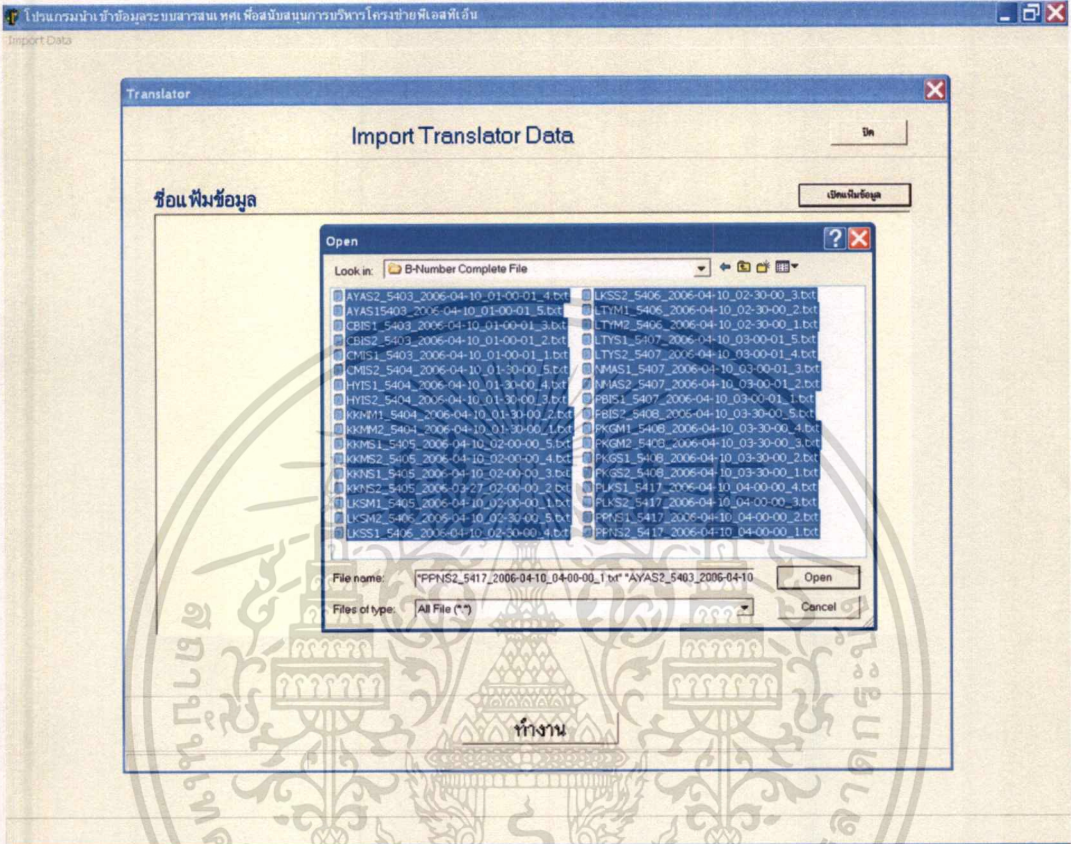 โปรแกรมนำเข้าข้อมูลระบบสารสนเทศเพื่อสนับสนุนการบริหารโครงข่ายพีเอสทีเอ็น
Import Data
Translator
Import Translator Data
ปิด
ชื่อแฟ้มข้อมูล
เปิดแฟ้มข้อมูล
Open
Look in: B-Number Complete File
AYAS2_5403_2006-04-10_01-00-01_4.txt
AYAS15403_2006-04-10_01-00-01_5.txt
CBIS1_5403_2006-04-10_01-00-01_3.txt
CBIS2_5403_2006-04-10_01-00-01_2.txt
CMIS1_5403_2006-04-10_01-00-01_1.txt
CMIS2_5404_2006-04-10_01-30-00_5.txt
HYIS1_5404_2006-04-10_01-30-00_4.txt
HYIS2_5404_2006-04-10_01-30-00_3.txt
KKMM1_5404_2006-04-10_01-30-00_2.txt
KKMM2_5404_2006-04-10_01-30-00_1.txt
KKMS1_5405_2006-04-10_02-00-00_5.txt
KKMS2_5405_2006-04-10_02-00-00_4.txt
KKNS1_5405_2006-04-10_02-00-00_3.txt
KKNS2_5405_2006-03-27_02-00-00_2.txt
LKSM1_5405_2006-04-10_02-00-00_1.txt
LKSM2_5406_2006-04-10_02-30-00_5.txt
LKSS1_5406_2006-04-10_02-30-00_4.txt
LKSS2_5406_2006-04-10_02-30-00_3.txt
LTYM1_5406_2006-04-10_02-30-00_2.txt
LTYM2_5406_2006-04-10_02-30-00_1.txt
LTYS1_5407_2006-04-10_03-00-01_5.txt
LTYS2_5407_2006-04-10_03-00-01_4.txt
NMAS1_5407_2006-04-10_03-00-01_3.txt
NMAS2_5407_2006-04-10_03-00-01_2.txt
PBIS1_5407_2006-04-10_03-00-01_1.txt
PBIS2_5408_2006-04-10_03-30-00_5.txt
PKGM1_5408_2006-04-10_03-30-00_4.txt
PKGM2_5408_2006-04-10_03-30-00_3.txt
PKGS1_5408_2006-04-10_03-30-00_2.txt
PKGS2_5408_2006-04-10_03-30-00_1.txt
PLKS1_5417_2006-04-10_04-00-00_4.txt
PLKS2_5417_2006-04-10_04-00-00_3.txt
PPNS1_5417_2006-04-10_04-00-00_2.txt
PPNS2_5417_2006-04-10_04-00-00_1.txt
File name: "PPNS2_5417_2006-04-10_04-00-00_1.txt" "AYAS2_5403_2006-04-10
Open
Files of type: All File (*.*)
Cancel
ทำงาน